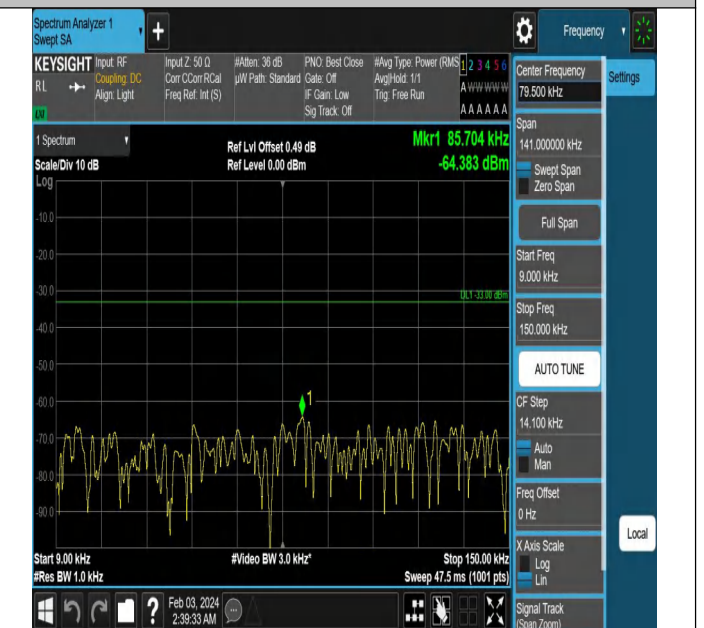 Spectrum Analyzer 1
Swept SA
Frequency
KEYSIGHT
RL
LXI
Input: RF
Coupling: DC
Align: Light
Input Z: 50 Ω
Corr CCorr RCal
Freq Ref: Int (S)
#Atten: 36 dB
µW Path: Standard
PNO: Best Close
Gate: Off
IF Gain: Low
Sig Track: Off
#Avg Type: Power (RMS
Avg|Hold: 1/1
Trig: Free Run
1 2 3 4 5 6
A W W W W W
A A A A A A
1 Spectrum
Scale/Div 10 dB
Log
Ref Lvl Offset 0.49 dB
Ref Level 0.00 dBm
Mkr1 85.704 kHz
-64.383 dBm
-10.0
-20.0
-30.0
DL1 -33.00 dBm
-40.0
-50.0
-60.0
1
-70.0
-80.0
-90.0
Start 9.00 kHz
#Res BW 1.0 kHz
#Video BW 3.0 kHz*
Stop 150.00 kHz
Sweep 47.5 ms (1001 pts)
Feb 03, 2024
2:39:33 AM
Center Frequency
79.500 kHz
Settings
Span
141.000000 kHz
Swept Span
Zero Span
Full Span
Start Freq
9.000 kHz
Stop Freq
150.000 kHz
AUTO TUNE
CF Step
14.100 kHz
Auto
Man
Freq Offset
0 Hz
X Axis Scale
Log
Lin
Local
Signal Track
(Span Zoom)